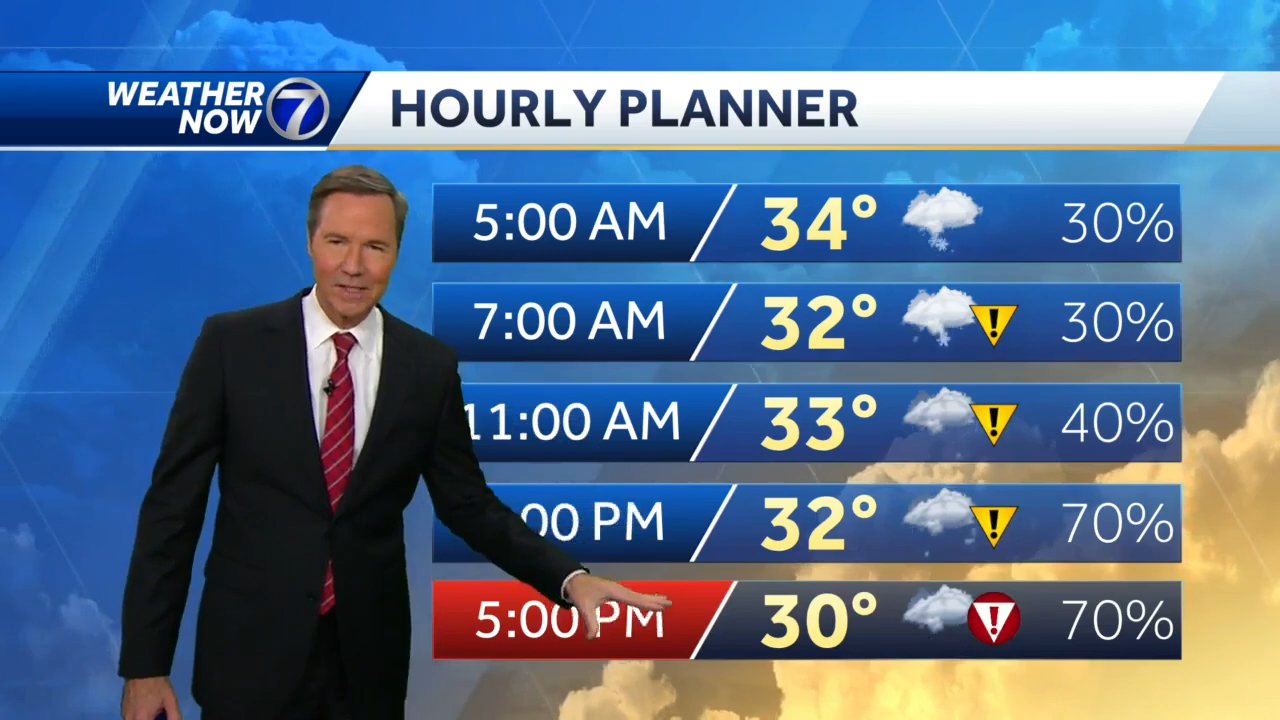 WEATHER
NOW 7
HOURLY PLANNER
5:00 AM 34° 30%
7:00 AM 32° ! 30%
11:00 AM 33° ! 40%
:00 PM 32° ! 70%
5:00 PM 30° ! 70%